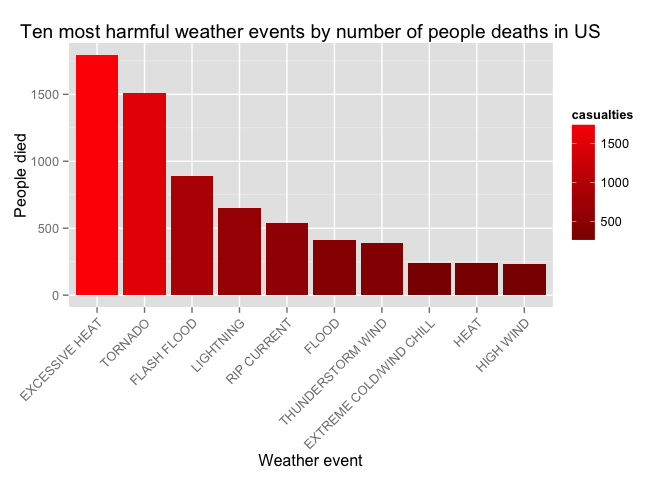 Ten most harmful weather events by number of people deaths in US
People died
1500
1000
500
0
casualties
1500
1000
500
EXCESSIVE HEAT
TORNADO
FLASH FLOOD
LIGHTNING
RIP CURRENT
FLOOD
THUNDERSTORM WIND
EXTREME COLD/WIND CHILL
HEAT
HIGH WIND
Weather event